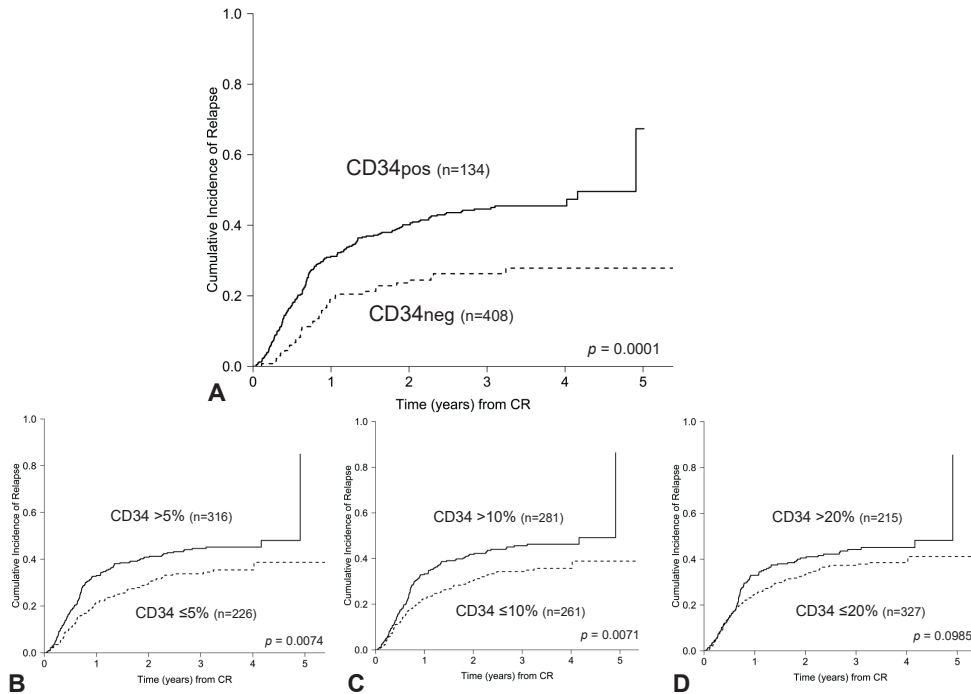 1.0
0.8
0.6
0.4
0.2
0.0
Cumulative Incidence of Relapse
CD34pos (n=134)
CD34neg (n=408)
p = 0.0001
0 1 2 3 4 5
Time (years) from CR
A
1.0
0.8
0.6
0.4
0.2
0.0
Cumulative Incidence of Relapse
CD34 >5% (n=316)
CD34 ≤5% (n=226)
p = 0.0074
0 1 2 3 4 5
Time (years) from CR
B
1.0
0.8
0.6
0.4
0.2
0.0
Cumulative Incidence of Relapse
CD34 >10% (n=281)
CD34 ≤10% (n=261)
p = 0.0071
0 1 2 3 4 5
Time (years) from CR
C
1.0
0.8
0.6
0.4
0.2
0.0
Cumulative Incidence of Relapse
CD34 >20% (n=215)
CD34 ≤20% (n=327)
p = 0.0985
0 1 2 3 4 5
Time (years) from CR
D